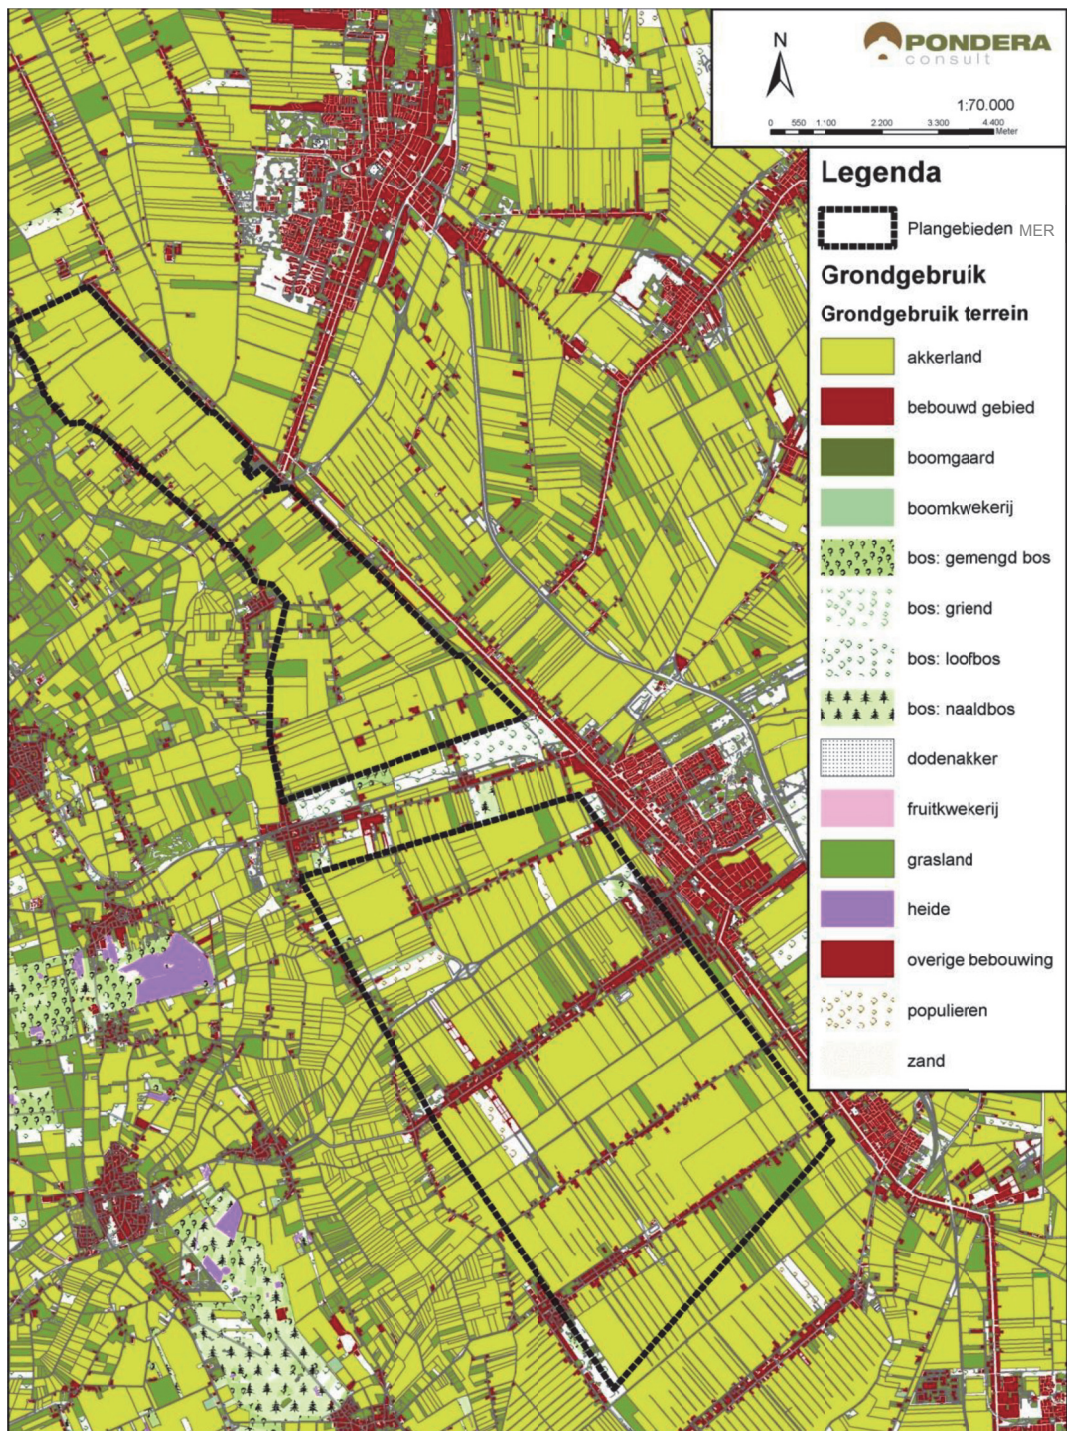 N
PONDERA
consult
1:70.000
0 550 1.100 2.200 3.300 4.400
Meter
Legenda
Plangebieden MER
Grondgebruik
Grondgebruik terrein
akkerland
bebouwd gebied
boomgaard
boomkwekerij
bos: gemengd bos
bos: griend
bos: loofbos
bos: naaldbos
dodenakker
fruitkwekerij
grasland
heide
overige bebouwing
populieren
zand